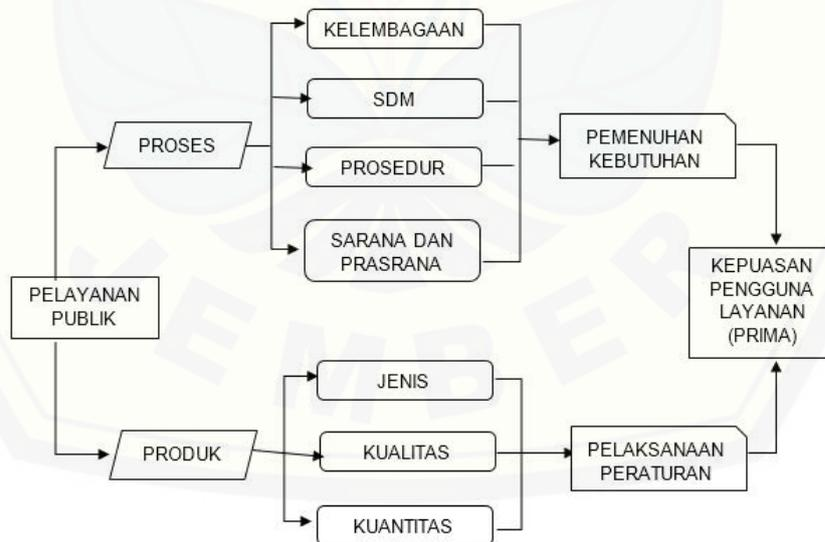 KELEMBAGAAN
SDM
PROSES
PROSEDUR
PEMENUHAN
KEBUTUHAN
SARANA DAN
PRASRANA
PELAYANAN
PUBLIK
KEPUASAN
PENGGUNA
LAYANAN
(PRIMA)
JENIS
PRODUK
KUALITAS
PELAKSANAAN
PERATURAN
KUANTITAS
JEMBER